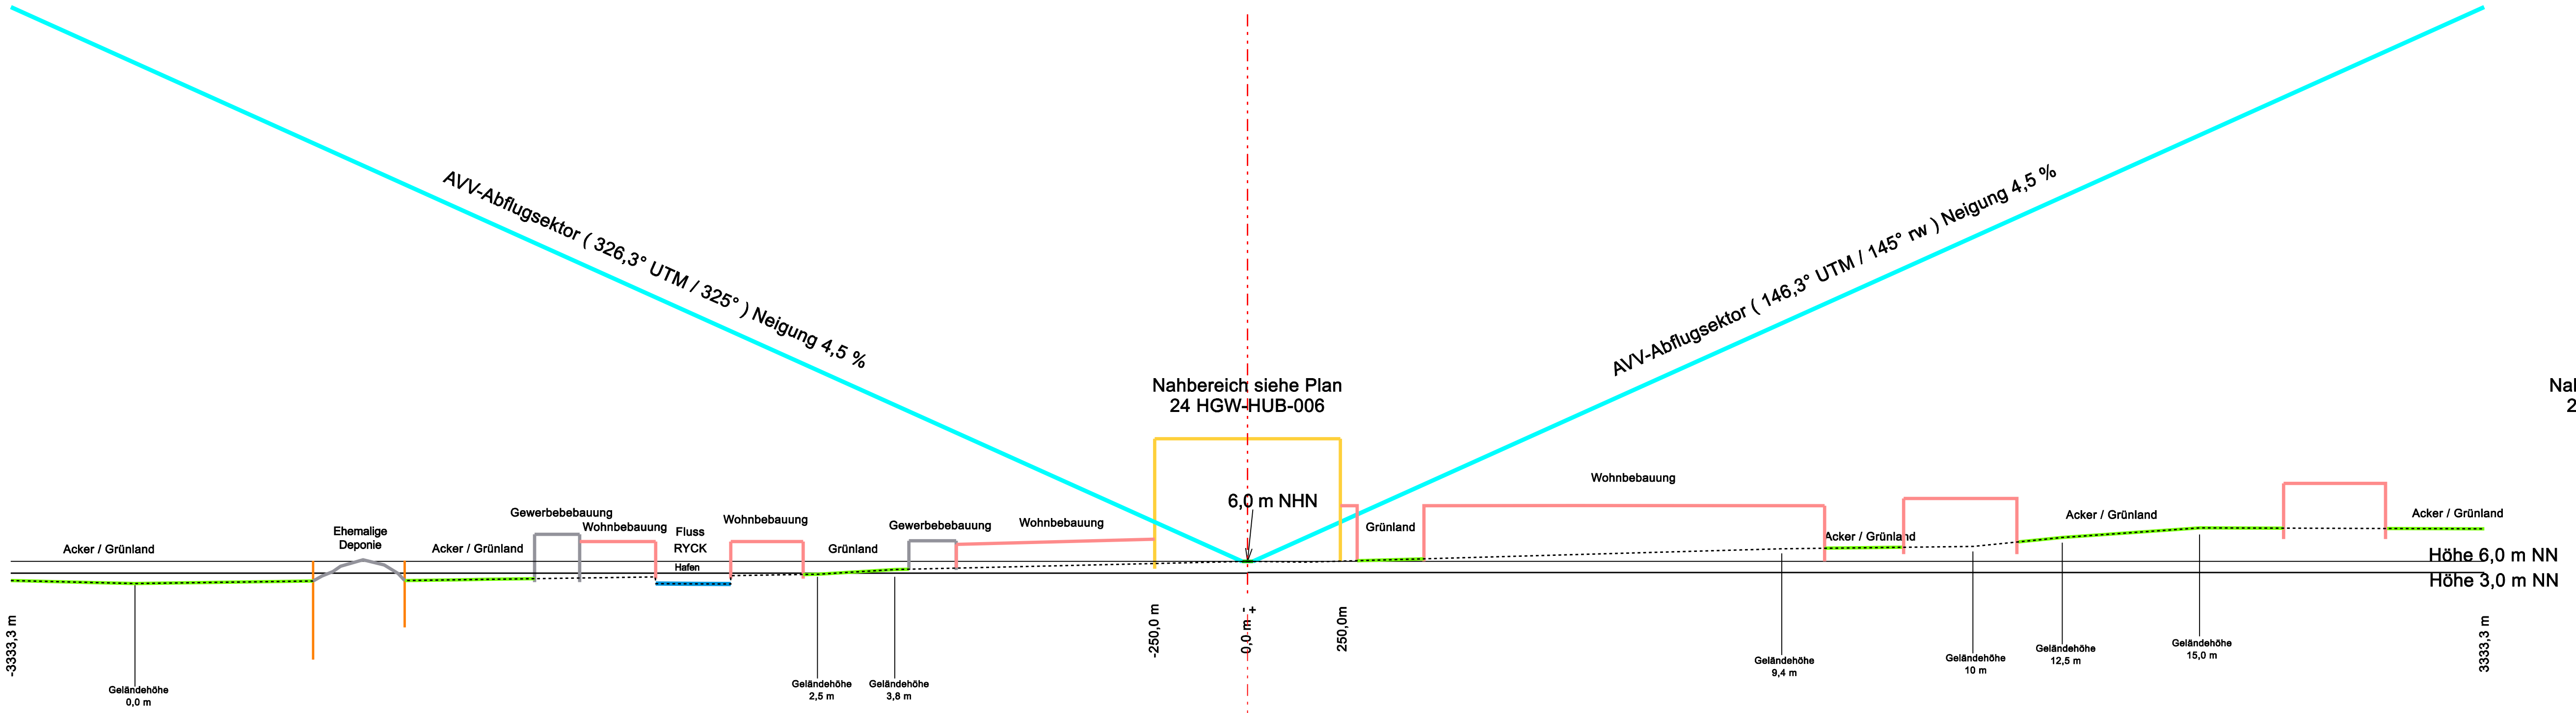 AVV-Abflugsektor ( 326,3° UTM / 325° ) Neigung 4,5 %
AVV-Abflugsektor ( 146,3° UTM / 145° rw ) Neigung 4,5 %
Nahbereich siehe Plan
24 HGW-HUB-006
Nah
2
6,0 m NHN
Acker / Grünland
Ehemalige
Deponie
Acker / Grünland
Gewerbebebauung
Wohnbebauung
Fluss
RYCK
Hafen
Wohnbebauung
Grünland
Gewerbebebauung
Wohnbebauung
Grünland
Wohnbebauung
Acker / Grünland
Acker / Grünland
Acker / Grünland
Höhe 6,0 m NN
Höhe 3,0 m NN
-3333,3 m
-250,0 m
0,0 m
- +
250,0m
3333,3 m
Geländehöhe
0,0 m
Geländehöhe
2,5 m
Geländehöhe
3,8 m
Geländehöhe
9,4 m
Geländehöhe
10 m
Geländehöhe
12,5 m
Geländehöhe
15,0 m